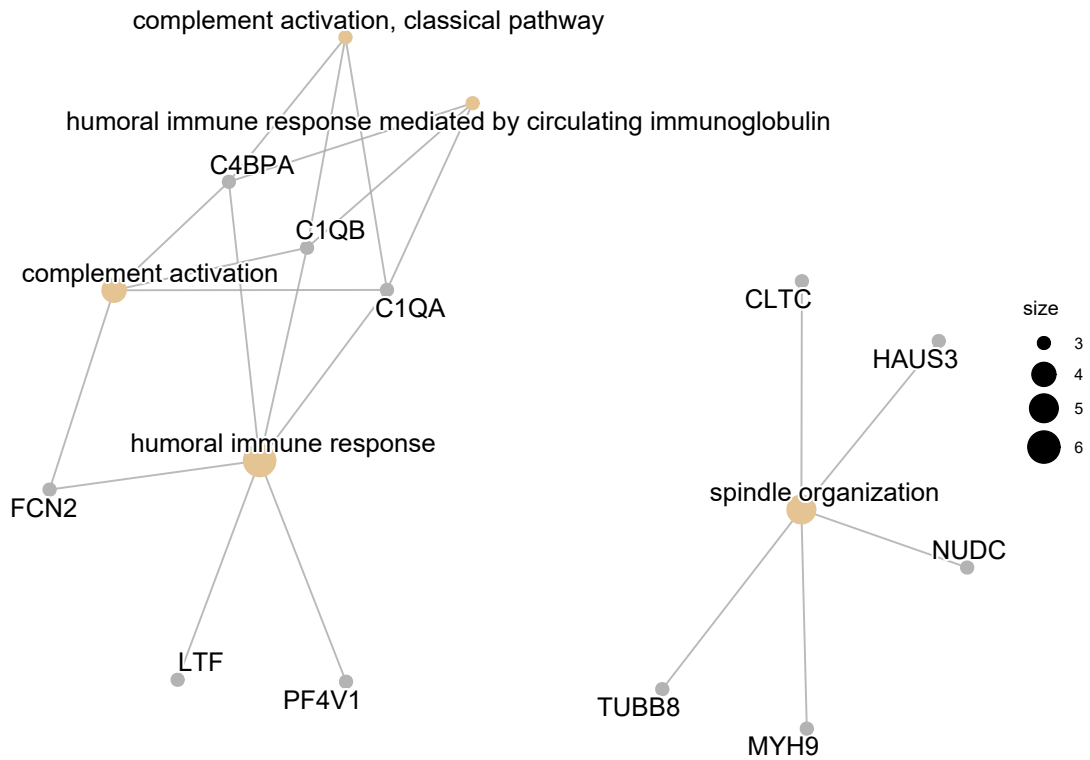 complement activation, classical pathway
humoral immune response mediated by circulating immunoglobulin
C4BPA
C1QB
complement activation
C1QA
humoral immune response
FCN2
LTF
PF4V1
CLTC
HAUS3
spindle organization
NUDC
TUBB8
MYH9
size
3
4
5
6